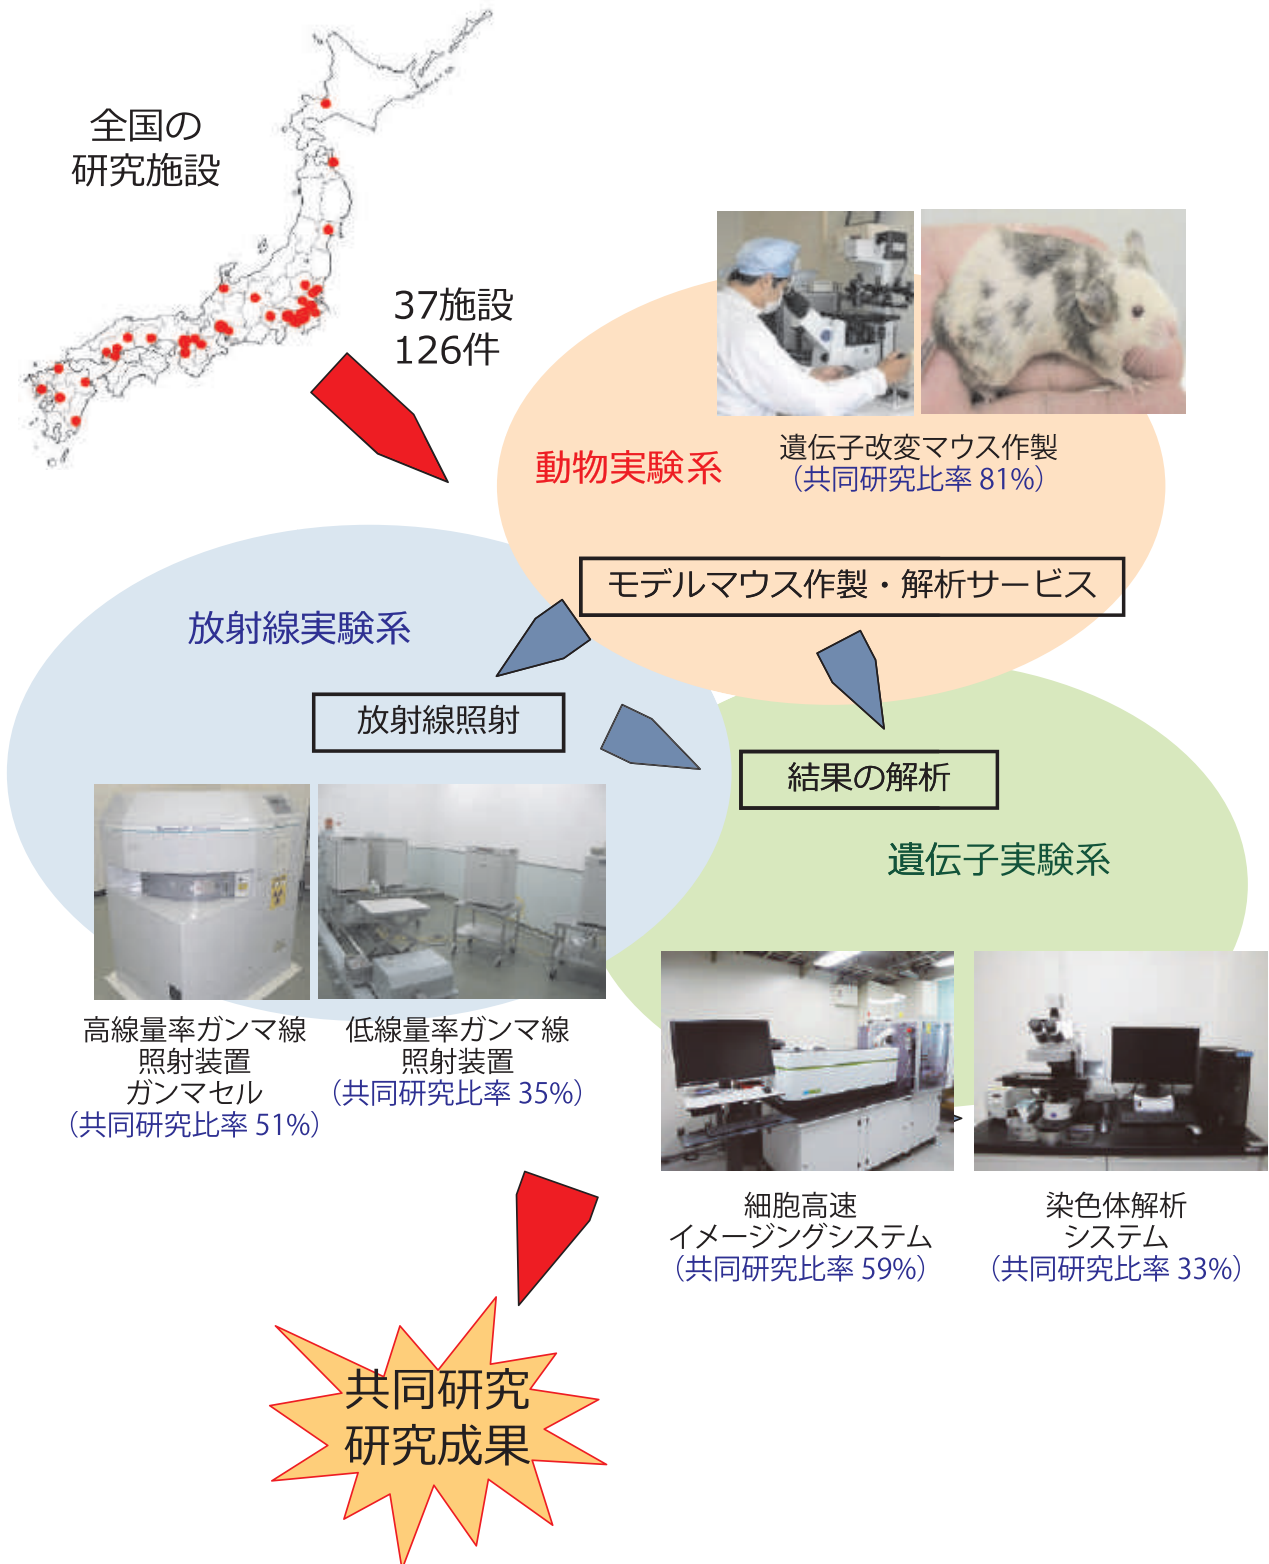 全国の
研究施設
37施設
126件
動物実験系
遺伝子改変マウス作製
（共同研究比率 81%）
モデルマウス作製・解析サービス
放射線実験系
放射線照射
結果の解析
遺伝子実験系
高線量率ガンマ線
照射装置
ガンマセル
（共同研究比率 51%）
低線量率ガンマ線
照射装置
（共同研究比率 35%）
細胞高速
イメージングシステム
（共同研究比率 59%）
染色体解析
システム
（共同研究比率 33%）
共同研究
研究成果